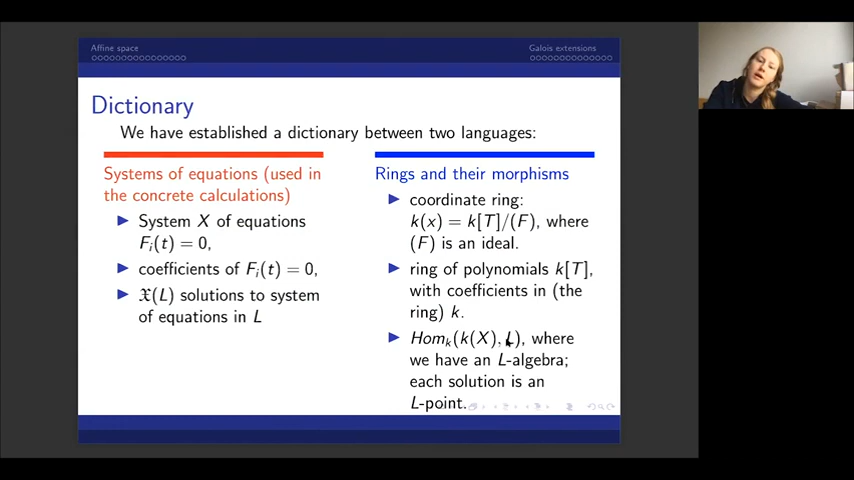 Affine space
Galois extensions
Dictionary
We have established a dictionary between two languages:
Systems of equations (used in
the concrete calculations)
▶ System X of equations
F_i(t) = 0,
▶ coefficients of F_i(t) = 0,
▶ 𝔛(L) solutions to system
of equations in L
Rings and their morphisms
▶ coordinate ring:
k(x) = k[T]/(F), where
(F) is an ideal.
▶ ring of polynomials k[T],
with coefficients in (the
ring) k.
▶ Hom_k(k(X), L), where
we have an L-algebra;
each solution is an
L-point.